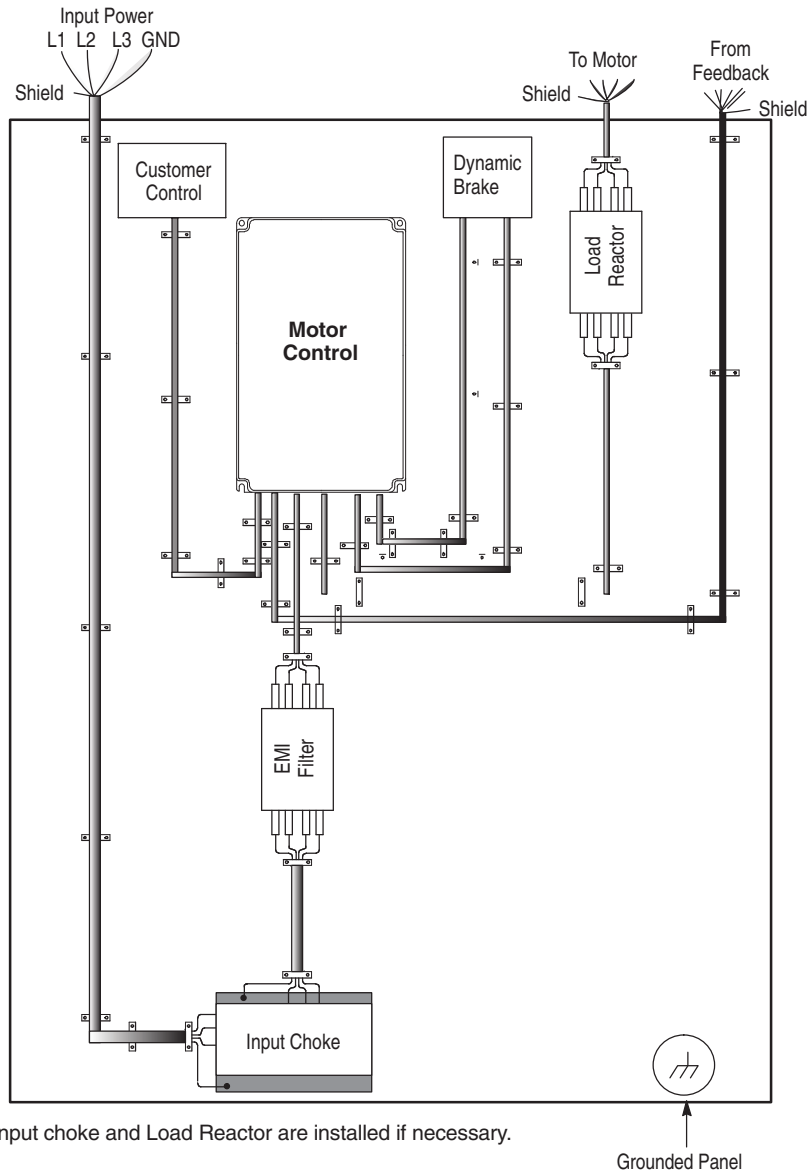 Input Power
L1 L2 L3 GND
Shield
To Motor
Shield
From
Feedback
Shield
Customer
Control
Dynamic
Brake
Load
Reactor
Motor
Control
EMI
Filter
Input Choke
nput choke and Load Reactor are installed if necessary.
Grounded Panel